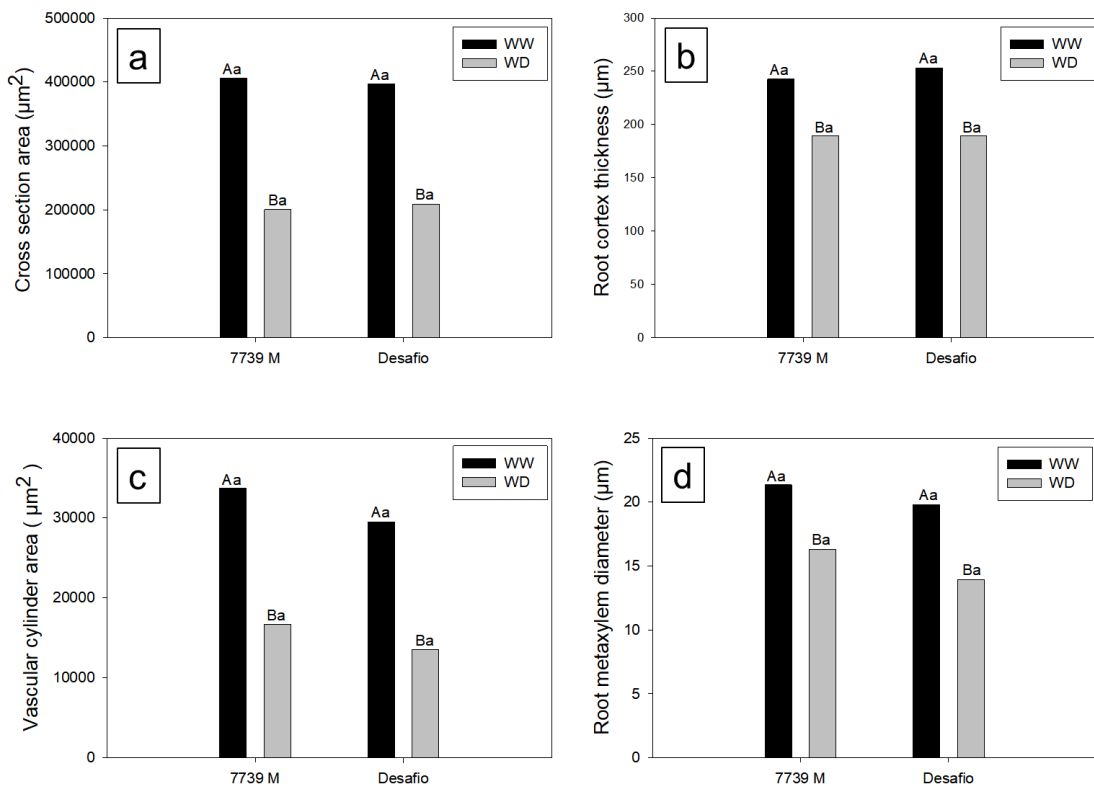 a
Cross section area (µm²)
500000
400000
300000
200000
100000
0
WW
WD
Aa
Ba
Aa
Ba
7739 M
Desafio
b
Root cortex thickness (µm)
300
250
200
150
100
50
0
WW
WD
Aa
Ba
Aa
Ba
7739 M
Desafio
c
Vascular cylinder area ( µm²)
40000
30000
20000
10000
0
WW
WD
Aa
Ba
Aa
Ba
7739 M
Desafio
d
Root metaxylem diameter (µm)
25
20
15
10
5
0
WW
WD
Aa
Ba
Aa
Ba
7739 M
Desafio